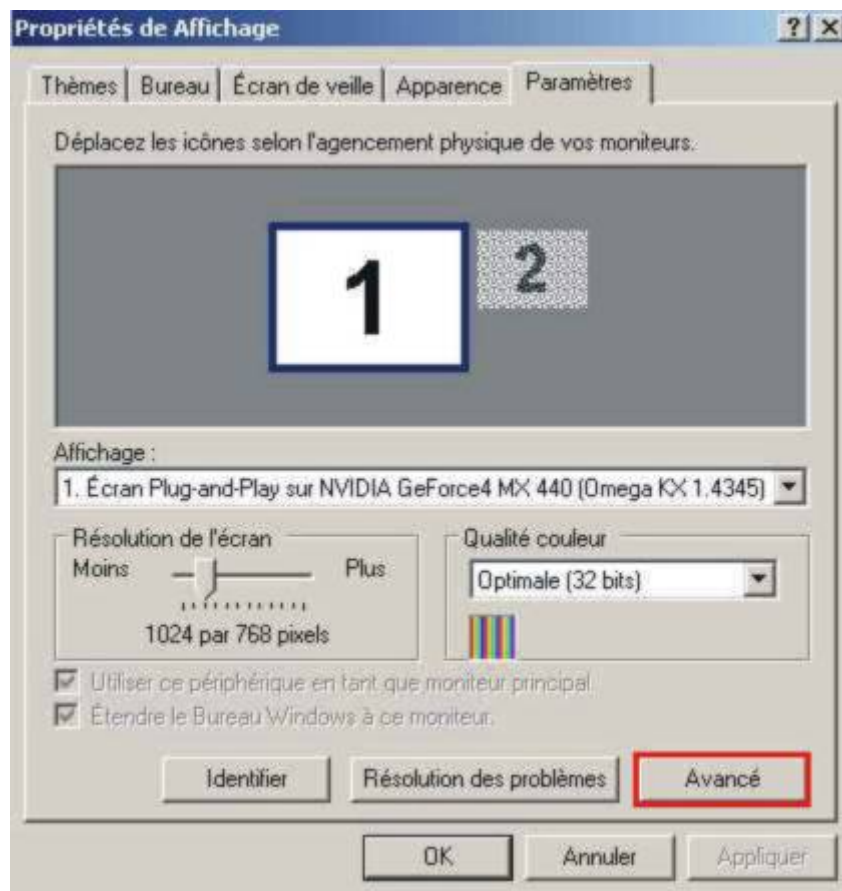 Propriétés de Affichage
Thèmes Bureau Écran de veille Apparence Paramètres
Déplacez les icônes selon l'agencement physique de vos moniteurs.
1 2
Affichage :
1. Écran Plug-and-Play sur NVIDIA GeForce4 MX 440 (Omega KX 1.4345)
Résolution de l'écran Qualité couleur
Moins Plus Optimale (32 bits)
1024 par 768 pixels
Utiliser ce périphérique en tant que moniteur principal.
Étendre le Bureau Windows à ce moniteur.
Identifier Résolution des problèmes Avancé
OK Annuler Appliquer